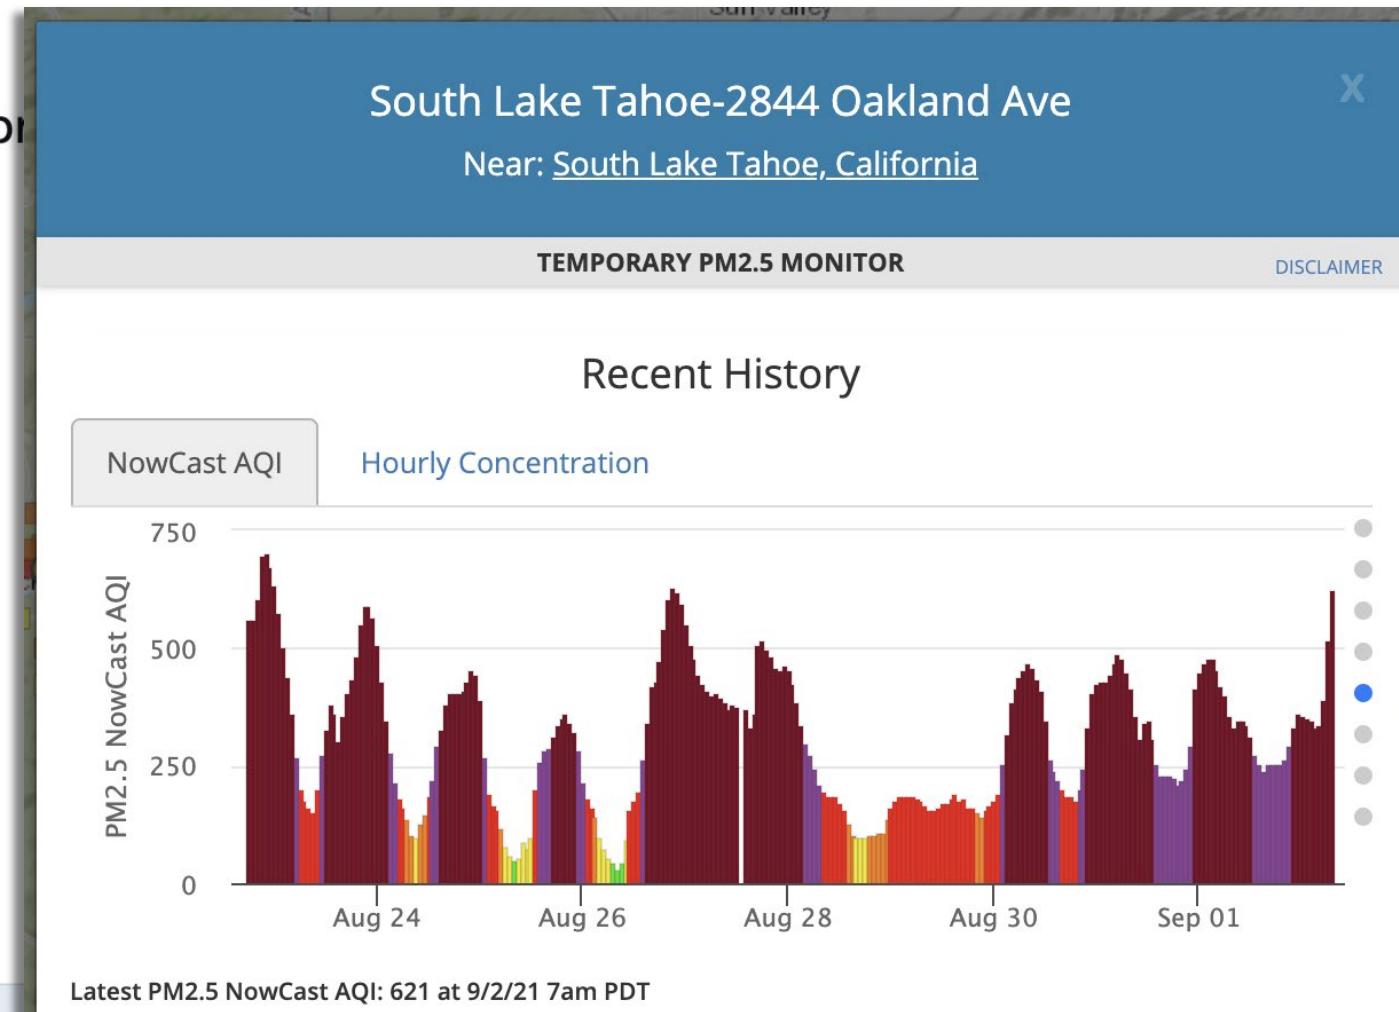 South Lake Tahoe-2844 Oakland Ave
X
Near: South Lake Tahoe, California
TEMPORARY PM2.5 MONITOR
DISCLAIMER
Recent History
NowCast AQI
Hourly Concentration
PM2.5 NowCast AQI
750
500
250
0
Aug 24
Aug 26
Aug 28
Aug 30
Sep 01
Latest PM2.5 NowCast AQI: 621 at 9/2/21 7am PDT